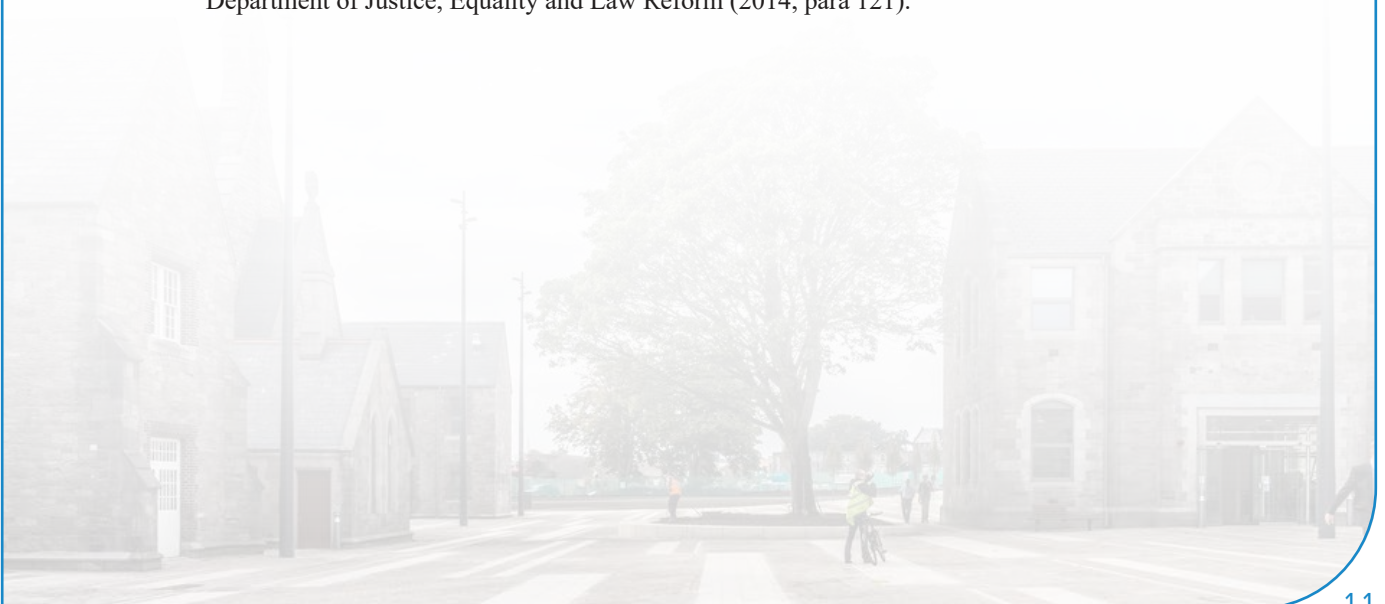 Department of Justice, Equality and Law Reform (2014, para 121).
11